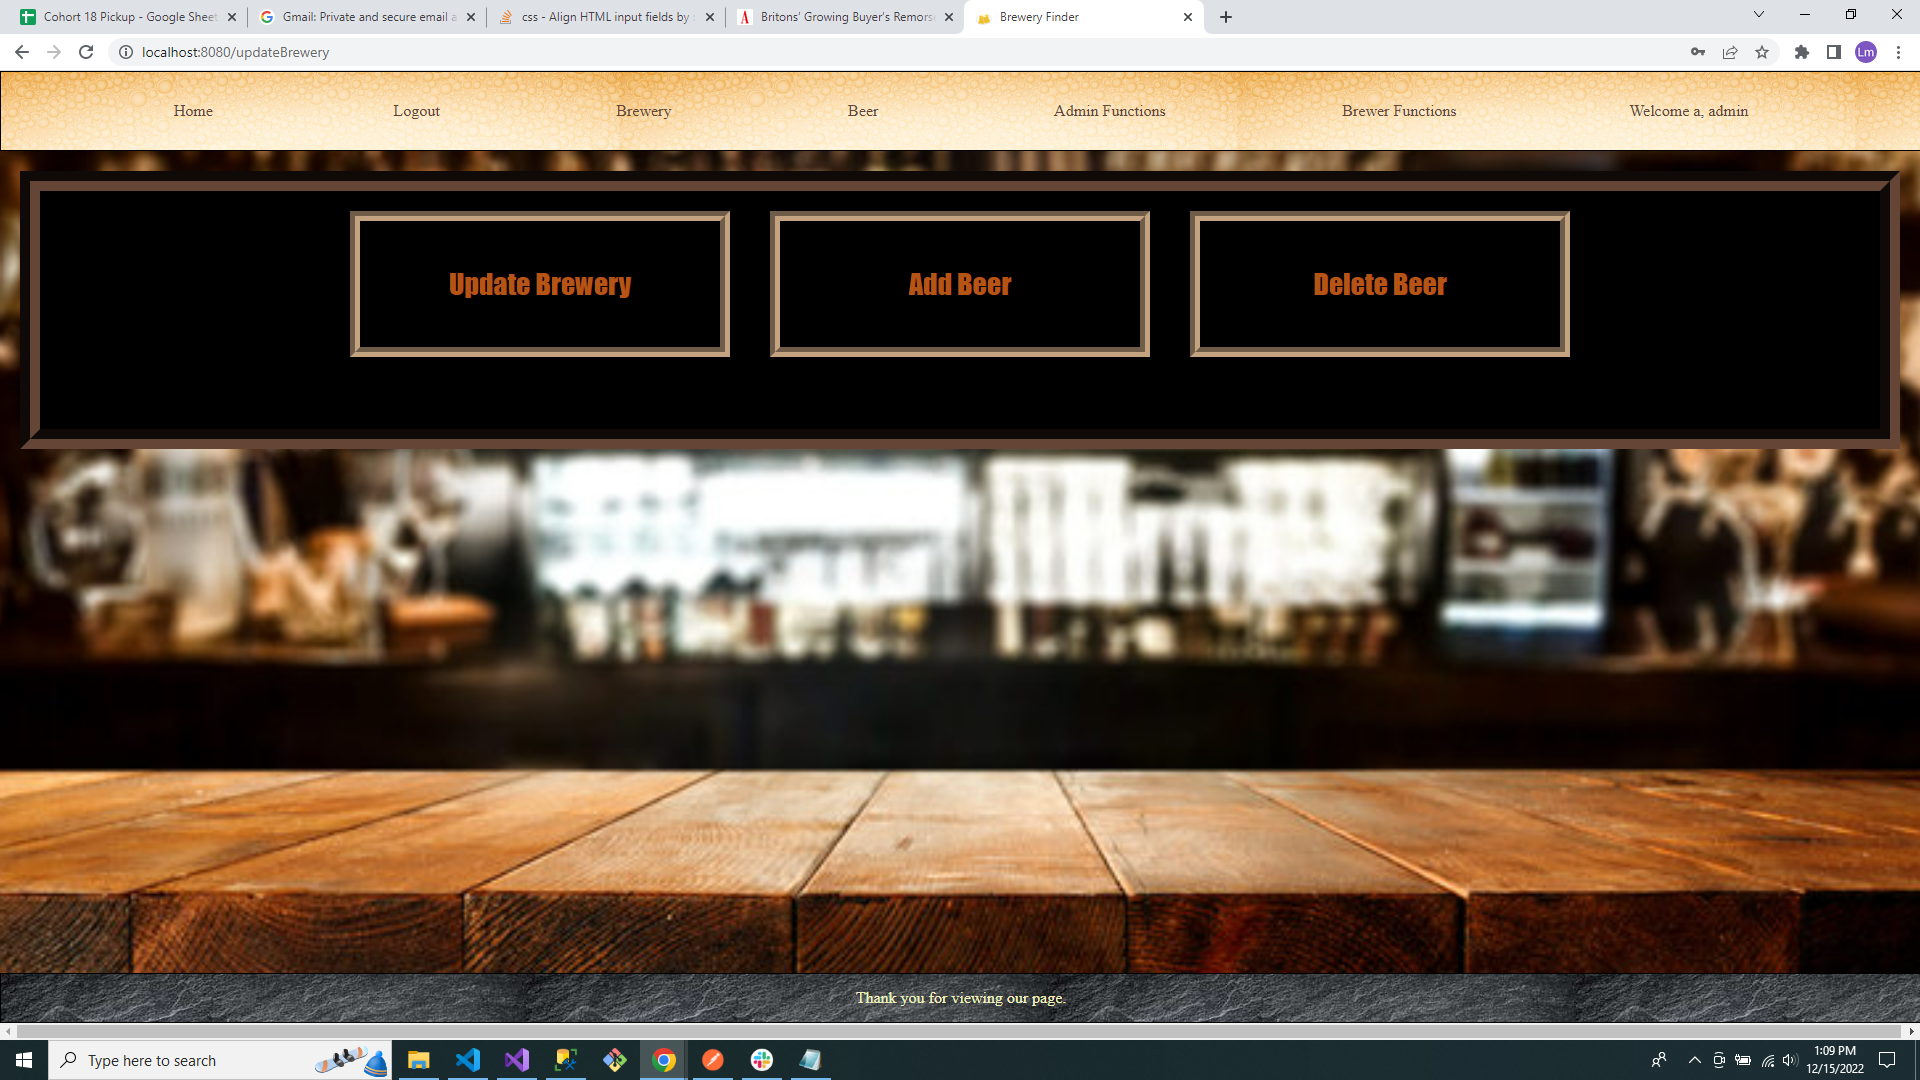 Cohort 18 Pickup - Google Sheet
Gmail: Private and secure email a
css - Align HTML input fields by :
Britons' Growing Buyer's Remors
Brewery Finder
localhost:8080/updateBrewery
Lm
Home
Logout
Brewery
Beer
Admin Functions
Brewer Functions
Welcome a, admin
Update Brewery
Add Beer
Delete Beer
Thank you for viewing our page.
Type here to search
1:09 PM
12/15/2022